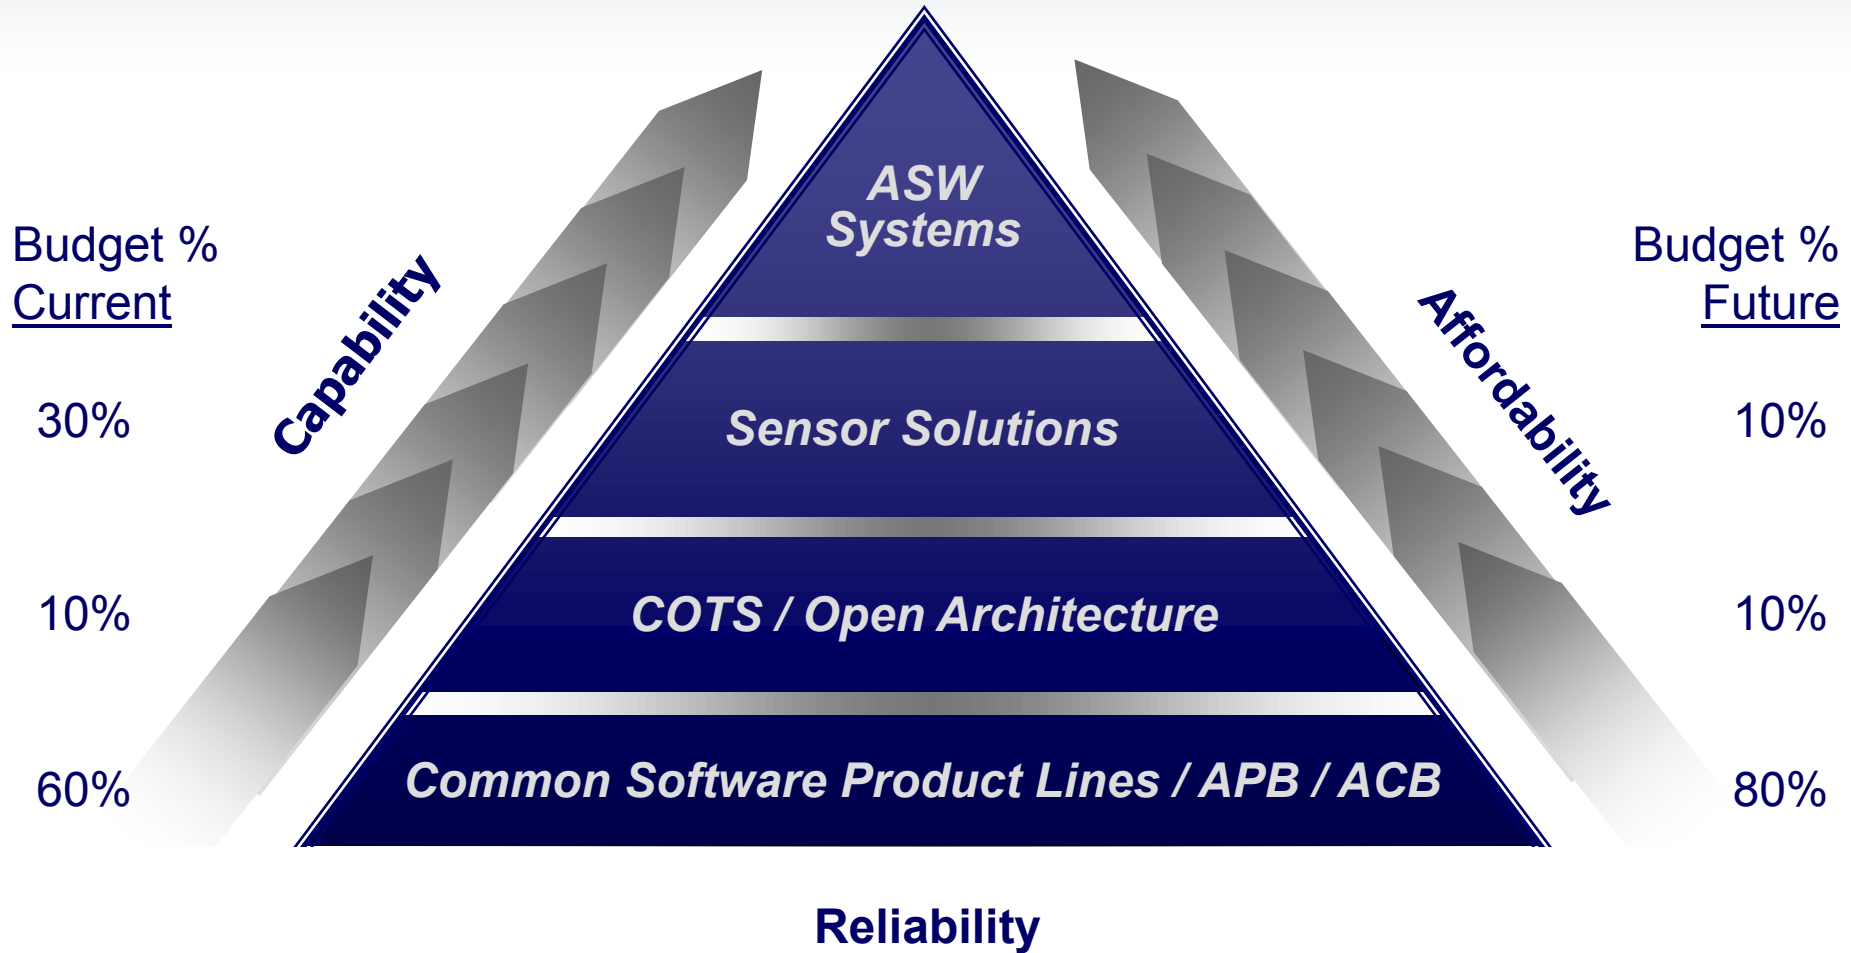 ASW
Systems
Budget %
Current
Capability
Budget %
Future
Affordability
30%
Sensor Solutions
10%
10%
COTS / Open Architecture
10%
60%
Common Software Product Lines / APB / ACB
80%
Reliability